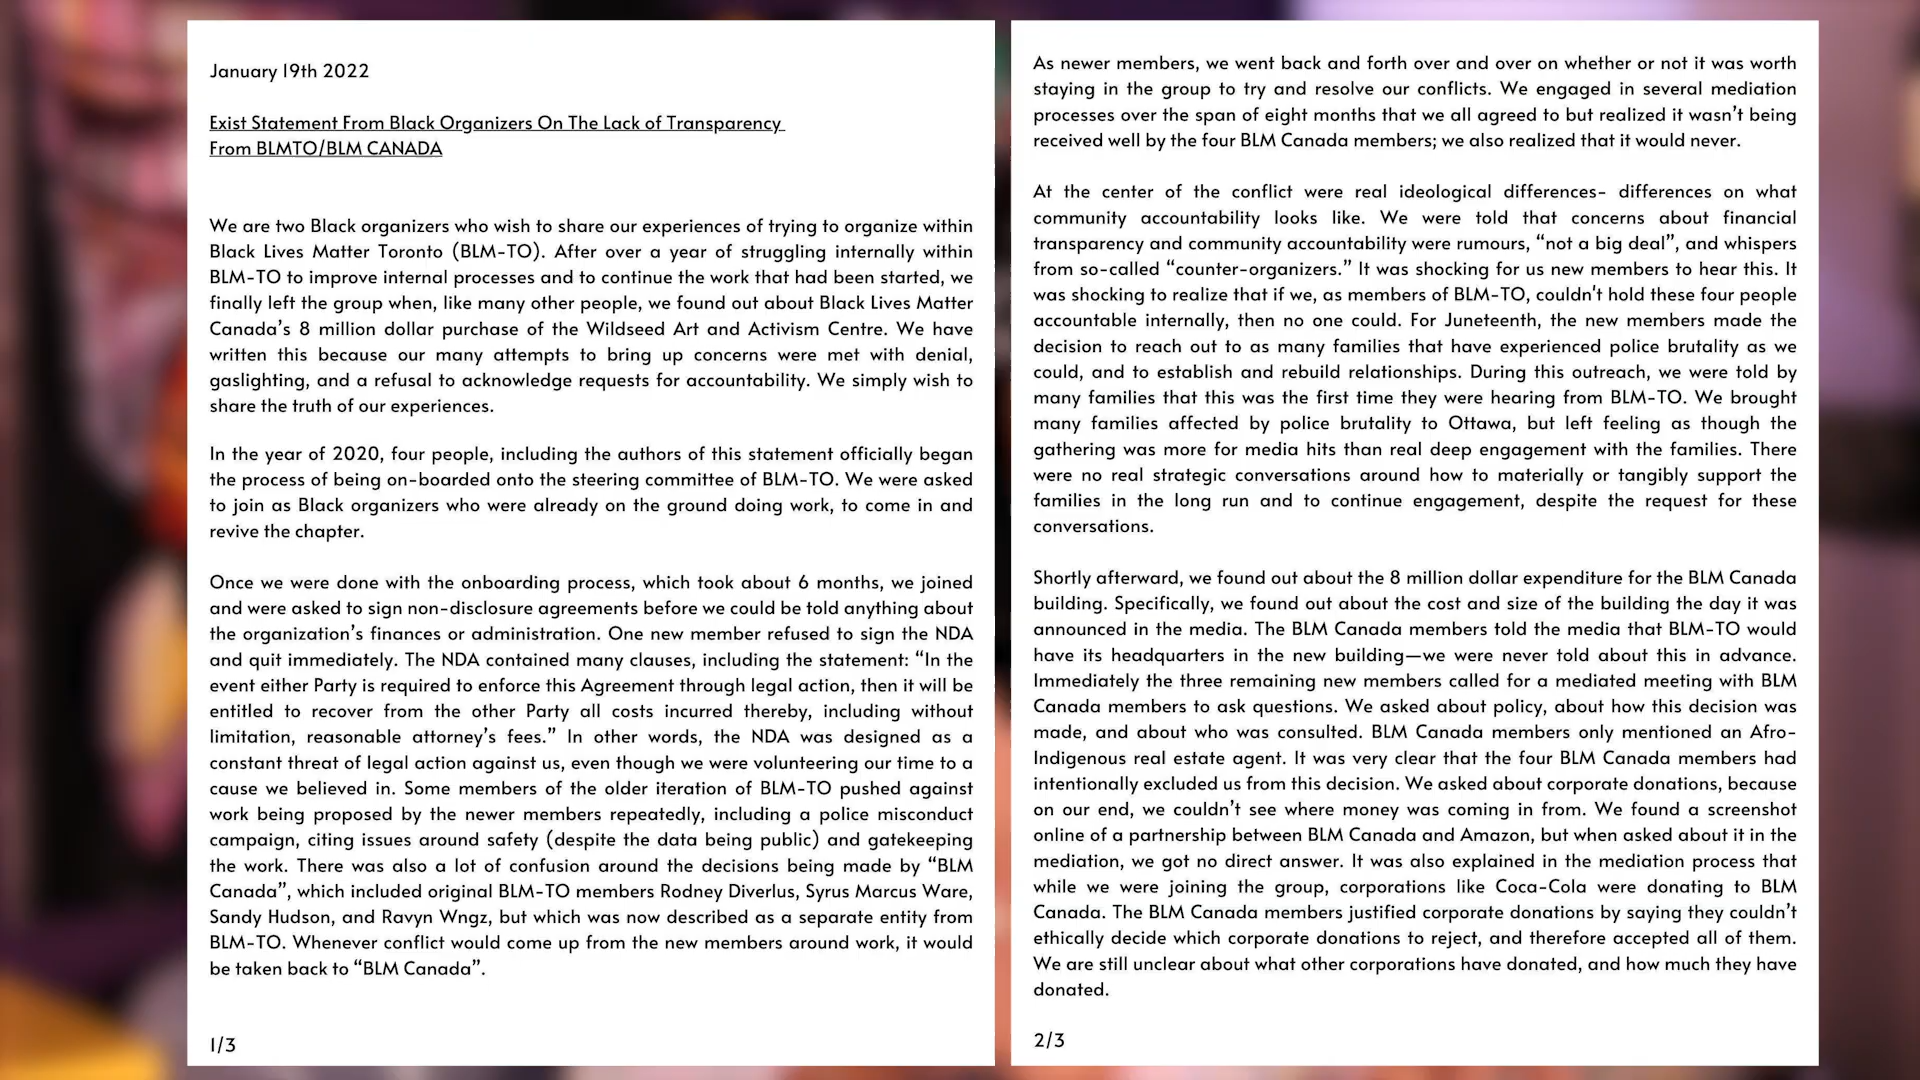 January 19th 2022
Exist Statement From Black Organizers On The Lack of Transparency
From BLMTO/BLM CANADA
We are two Black organizers who wish to share our experiences of trying to organize within
Black Lives Matter Toronto (BLM-TO). After over a year of struggling internally within
BLM-TO to improve internal processes and to continue the work that had been started, we
finally left the group when, like many other people, we found out about Black Lives Matter
Canada’s 8 million dollar purchase of the Wildseed Art and Activism Centre. We have
written this because our many attempts to bring up concerns were met with denial,
gaslighting, and a refusal to acknowledge requests for accountability. We simply wish to
share the truth of our experiences.
In the year of 2020, four people, including the authors of this statement officially began
the process of being on-boarded onto the steering committee of BLM-TO. We were asked
to join as Black organizers who were already on the ground doing work, to come in and
revive the chapter.
Once we were done with the onboarding process, which took about 6 months, we joined
and were asked to sign non-disclosure agreements before we could be told anything about
the organization’s finances or administration. One new member refused to sign the NDA
and quit immediately. The NDA contained many clauses, including the statement: “In the
event either Party is required to enforce this Agreement through legal action, then it will be
entitled to recover from the other Party all costs incurred thereby, including without
limitation, reasonable attorney’s fees.” In other words, the NDA was designed as a
constant threat of legal action against us, even though we were volunteering our time to a
cause we believed in. Some members of the older iteration of BLM-TO pushed against
work being proposed by the newer members repeatedly, including a police misconduct
campaign, citing issues around safety (despite the data being public) and gatekeeping
the work. There was also a lot of confusion around the decisions being made by “BLM
Canada”, which included original BLM-TO members Rodney Diverlus, Syrus Marcus Ware,
Sandy Hudson, and Ravyn Wngz, but which was now described as a separate entity from
BLM-TO. Whenever conflict would come up from the new members around work, it would
be taken back to “BLM Canada”.
1/3
As newer members, we went back and forth over and over on whether or not it was worth
staying in the group to try and resolve our conflicts. We engaged in several mediation
processes over the span of eight months that we all agreed to but realized it wasn’t being
received well by the four BLM Canada members; we also realized that it would never.
At the center of the conflict were real ideological differences- differences on what
community accountability looks like. We were told that concerns about financial
transparency and community accountability were rumours, “not a big deal”, and whispers
from so-called “counter-organizers.” It was shocking for us new members to hear this. It
was shocking to realize that if we, as members of BLM-TO, couldn't hold these four people
accountable internally, then no one could. For Juneteenth, the new members made the
decision to reach out to as many families that have experienced police brutality as we
could, and to establish and rebuild relationships. During this outreach, we were told by
many families that this was the first time they were hearing from BLM-TO. We brought
many families affected by police brutality to Ottawa, but left feeling as though the
gathering was more for media hits than real deep engagement with the families. There
were no real strategic conversations around how to materially or tangibly support the
families in the long run and to continue engagement, despite the request for these
conversations.
Shortly afterward, we found out about the 8 million dollar expenditure for the BLM Canada
building. Specifically, we found out about the cost and size of the building the day it was
announced in the media. The BLM Canada members told the media that BLM-TO would
have its headquarters in the new building—we were never told about this in advance.
Immediately the three remaining new members called for a mediated meeting with BLM
Canada members to ask questions. We asked about policy, about how this decision was
made, and about who was consulted. BLM Canada members only mentioned an Afro-
Indigenous real estate agent. It was very clear that the four BLM Canada members had
intentionally excluded us from this decision. We asked about corporate donations, because
on our end, we couldn’t see where money was coming in from. We found a screenshot
online of a partnership between BLM Canada and Amazon, but when asked about it in the
mediation, we got no direct answer. It was also explained in the mediation process that
while we were joining the group, corporations like Coca-Cola were donating to BLM
Canada. The BLM Canada members justified corporate donations by saying they couldn’t
ethically decide which corporate donations to reject, and therefore accepted all of them.
We are still unclear about what other corporations have donated, and how much they have
donated.
2/3